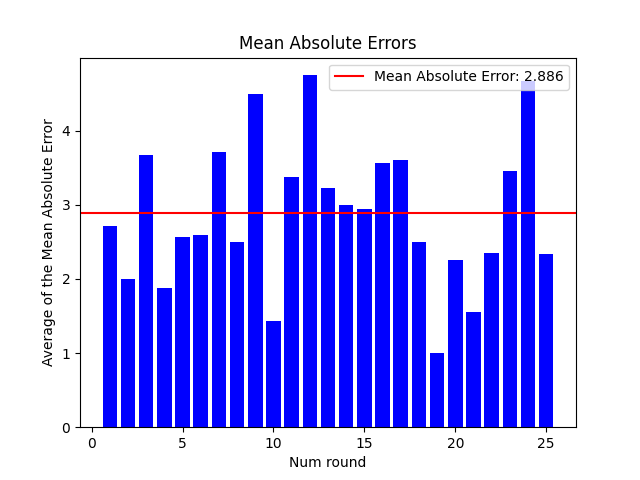 Mean Absolute Errors
Mean Absolute Error: 2.886
Average of the Mean Absolute Error
4
3
2
1
0
0 5 10 15 20 25
Num round